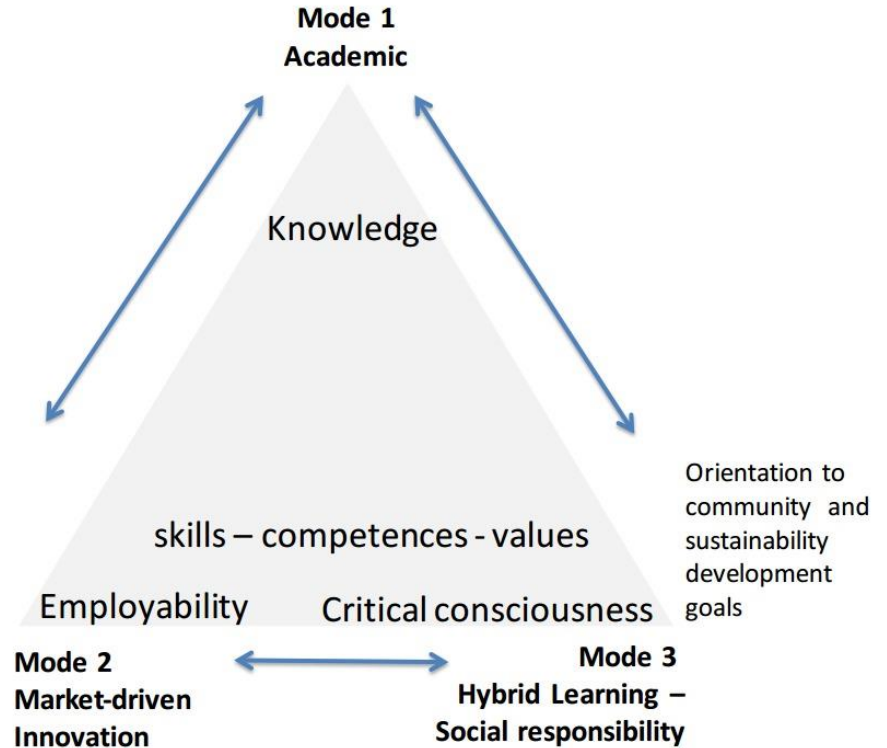 Mode 1
Academic
Knowledge
Orientation to
community and
sustainability
development
goals
skills – competences - values
Employability
Critical consciousness
Mode 2
Market-driven
Innovation
Mode 3
Hybrid Learning –
Social responsibility